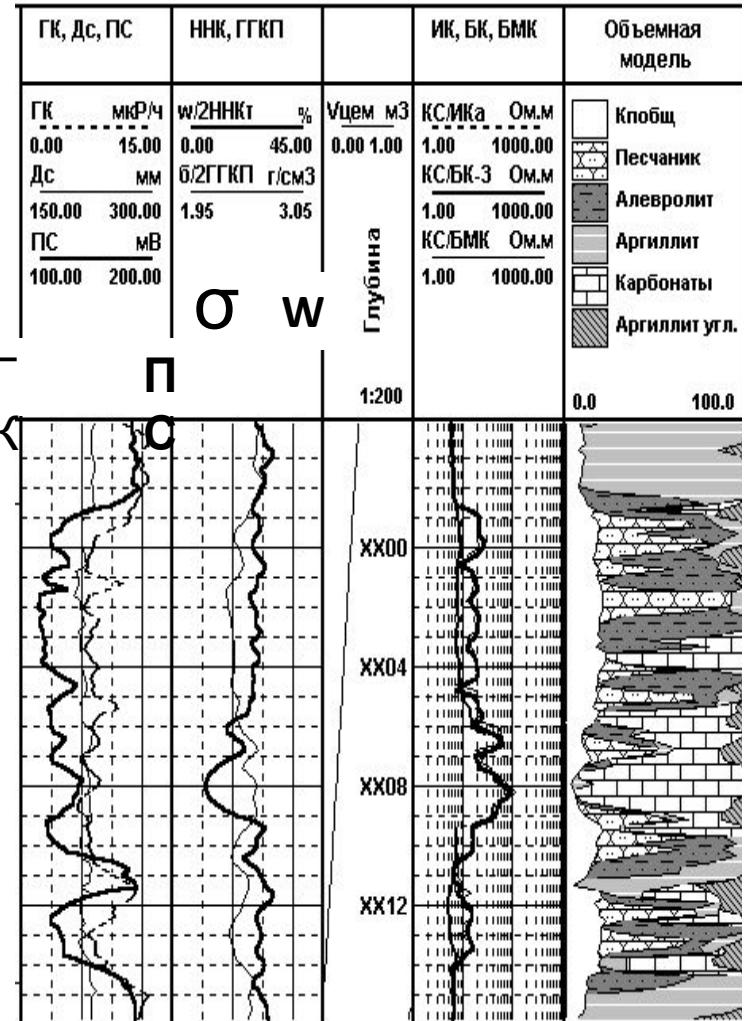 ГК, Дс, ПС
ННК, ГГКП
ИК, БК, БМК
Объемная
модель
ГК мкР/ч
0.00 15.00
Дс мм
150.00 300.00
ПС мВ
100.00 200.00
w/2ННКт %
0.00 45.00
б/2ГГКП г/см3
1.95 3.05
Vцем м3
0.00 1.00
Глубина
1:200
КС/ИКа Ом.м
1.00 1000.00
КС/БК-3 Ом.м
1.00 1000.00
КС/БМК Ом.м
1.00 1000.00
Кпобщ
Песчаник
Алевролит
Аргиллит
Карбонаты
Аргиллит угл.
0.0 100.0
σ w
П
С
XX00
XX04
XX08
XX12